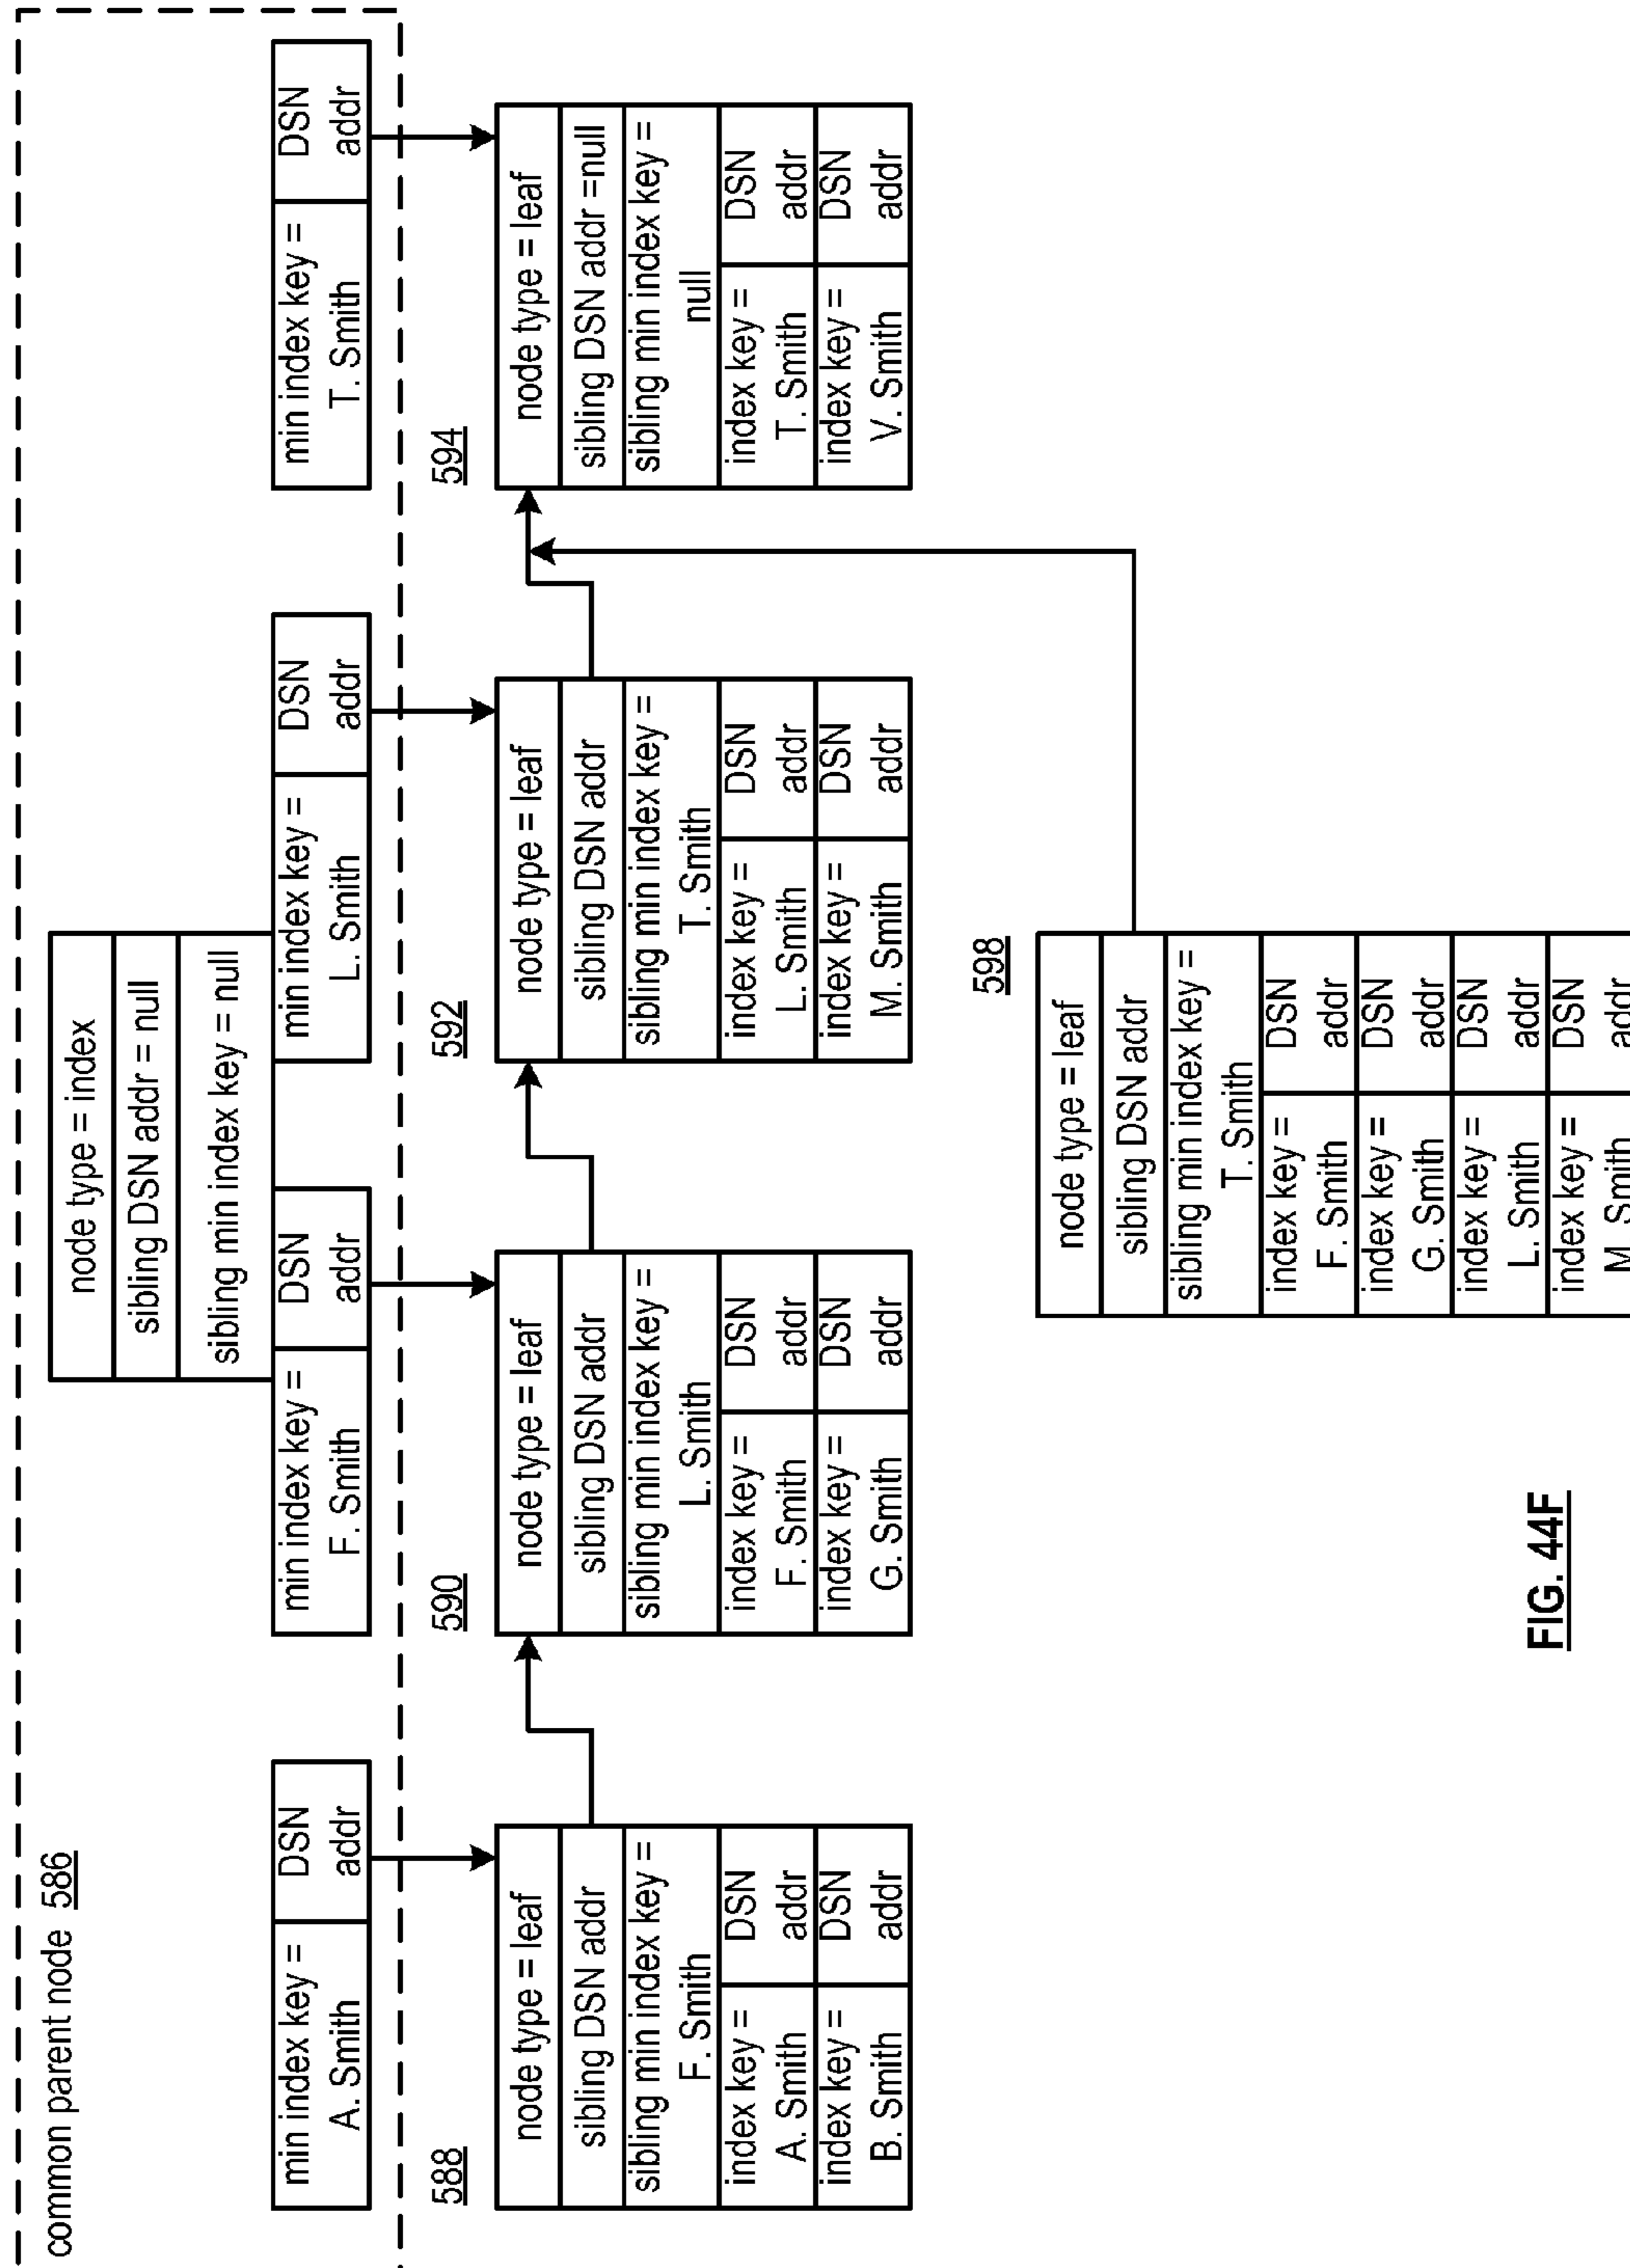 common parent node 586
node type = index
sibling DSN addr = null
sibling min index key = null
min index key =
A. Smith
DSN
addr
min index key =
F. Smith
DSN
addr
min index key =
L. Smith
DSN
addr
min index key =
T. Smith
DSN
addr
588
node type = leaf
sibling DSN addr
sibling min index key =
F. Smith
index key =
A. Smith
DSN
addr
index key =
B. Smith
DSN
addr
590
node type = leaf
sibling DSN addr
sibling min index key =
L. Smith
index key =
F. Smith
DSN
addr
index key =
G. Smith
DSN
addr
592
node type = leaf
sibling DSN addr
sibling min index key =
T. Smith
index key =
L. Smith
DSN
addr
index key =
M. Smith
DSN
addr
594
node type = leaf
sibling DSN addr =null
sibling min index key =
null
index key =
T. Smith
DSN
addr
index key =
V. Smith
DSN
addr
598
node type = leaf
sibling DSN addr
sibling min index key =
T. Smith
index key =
F. Smith
DSN
addr
index key =
G. Smith
DSN
addr
index key =
L. Smith
DSN
addr
index key =
M. Smith
DSN
addr
FIG. 44F